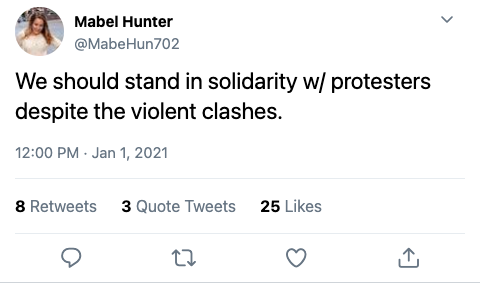 Mabel Hunter
@MabeHun702
We should stand in solidarity w/ protesters
despite the violent clashes.
12:00 PM · Jan 1, 2021
8 Retweets 3 Quote Tweets 25 Likes